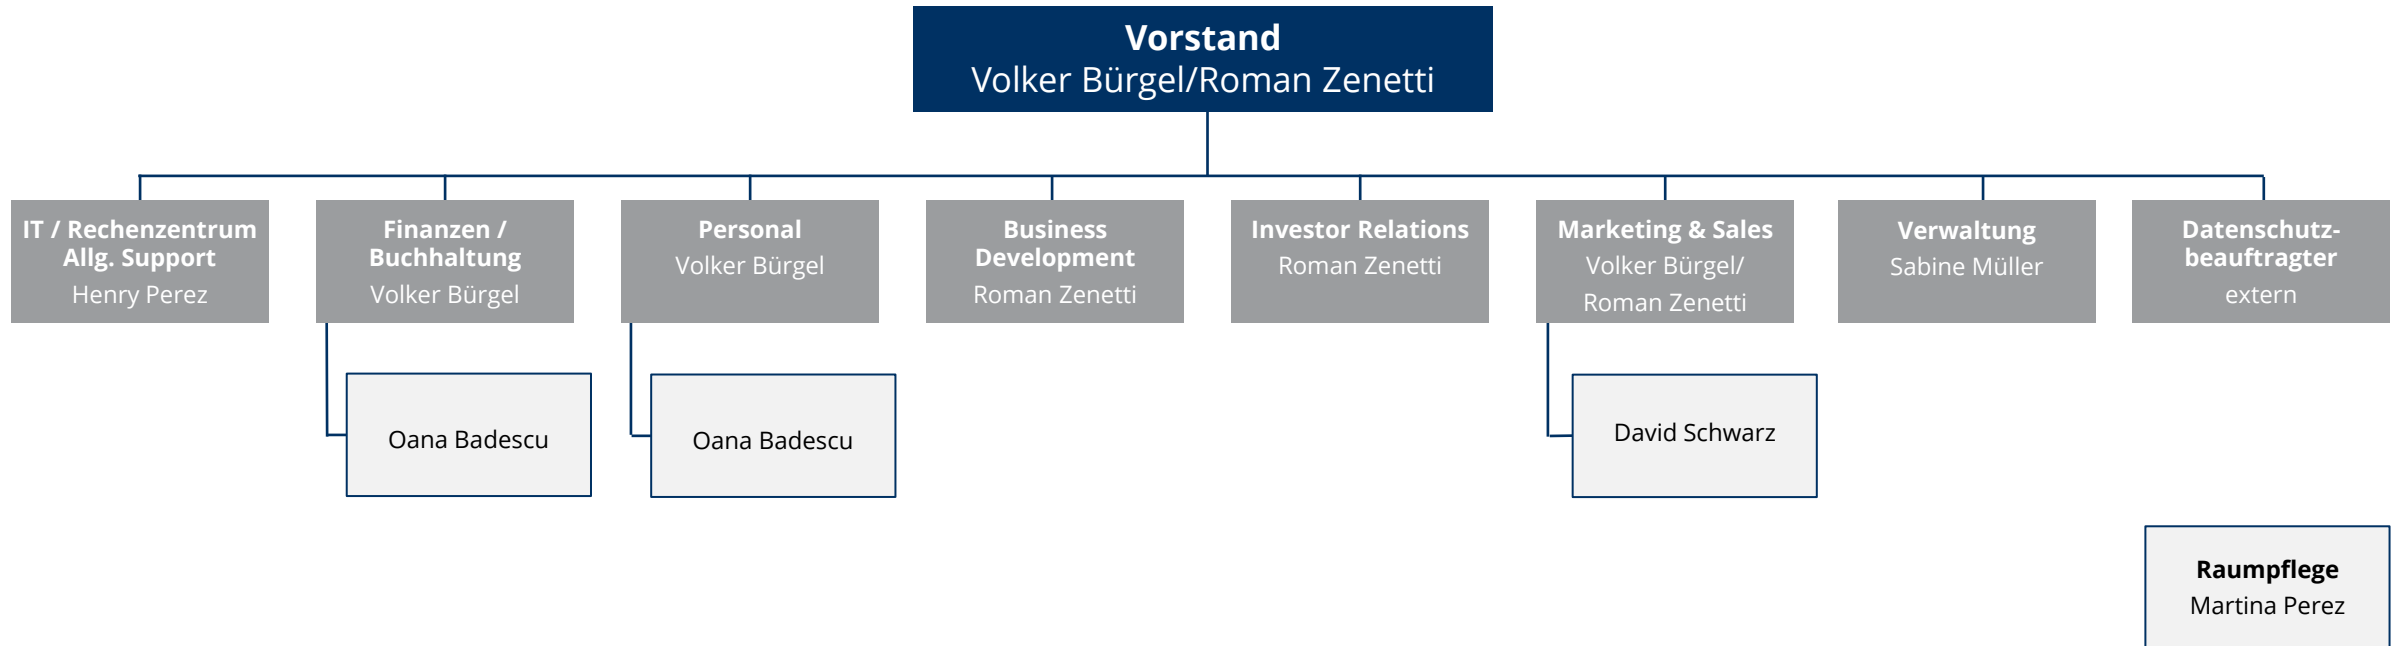 Vorstand
Volker Bürgel/Roman Zenetti
IT / Rechenzentrum
Allg. Support
Henry Perez
Finanzen /
Buchhaltung
Volker Bürgel
Personal
Volker Bürgel
Business
Development
Roman Zenetti
Investor Relations
Roman Zenetti
Marketing & Sales
Volker Bürgel/
Roman Zenetti
Verwaltung
Sabine Müller
Datenschutz-
beauftragter
extern
Oana Badescu
Oana Badescu
David Schwarz
Raumpflege
Martina Perez